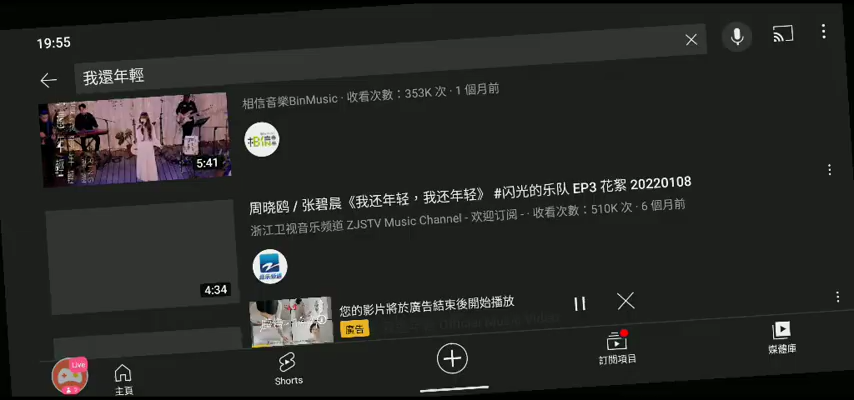 19:55
我還年輕
相信音樂BinMusic · 收看次數：353K 次 · 1 個月前
5:41
周晓鸥 / 张碧晨《我还年轻，我还年轻》 #闪光的乐队 EP3 花絮 20220108
浙江卫视音乐频道 ZJSTV Music Channel - 欢迎订阅 - · 收看次數：510K 次 · 6 個月前
4:34
您的影片將於廣告結束後開始播放
廣告
Official Music Video
Live
主頁
Shorts
訂閱項目
媒體庫